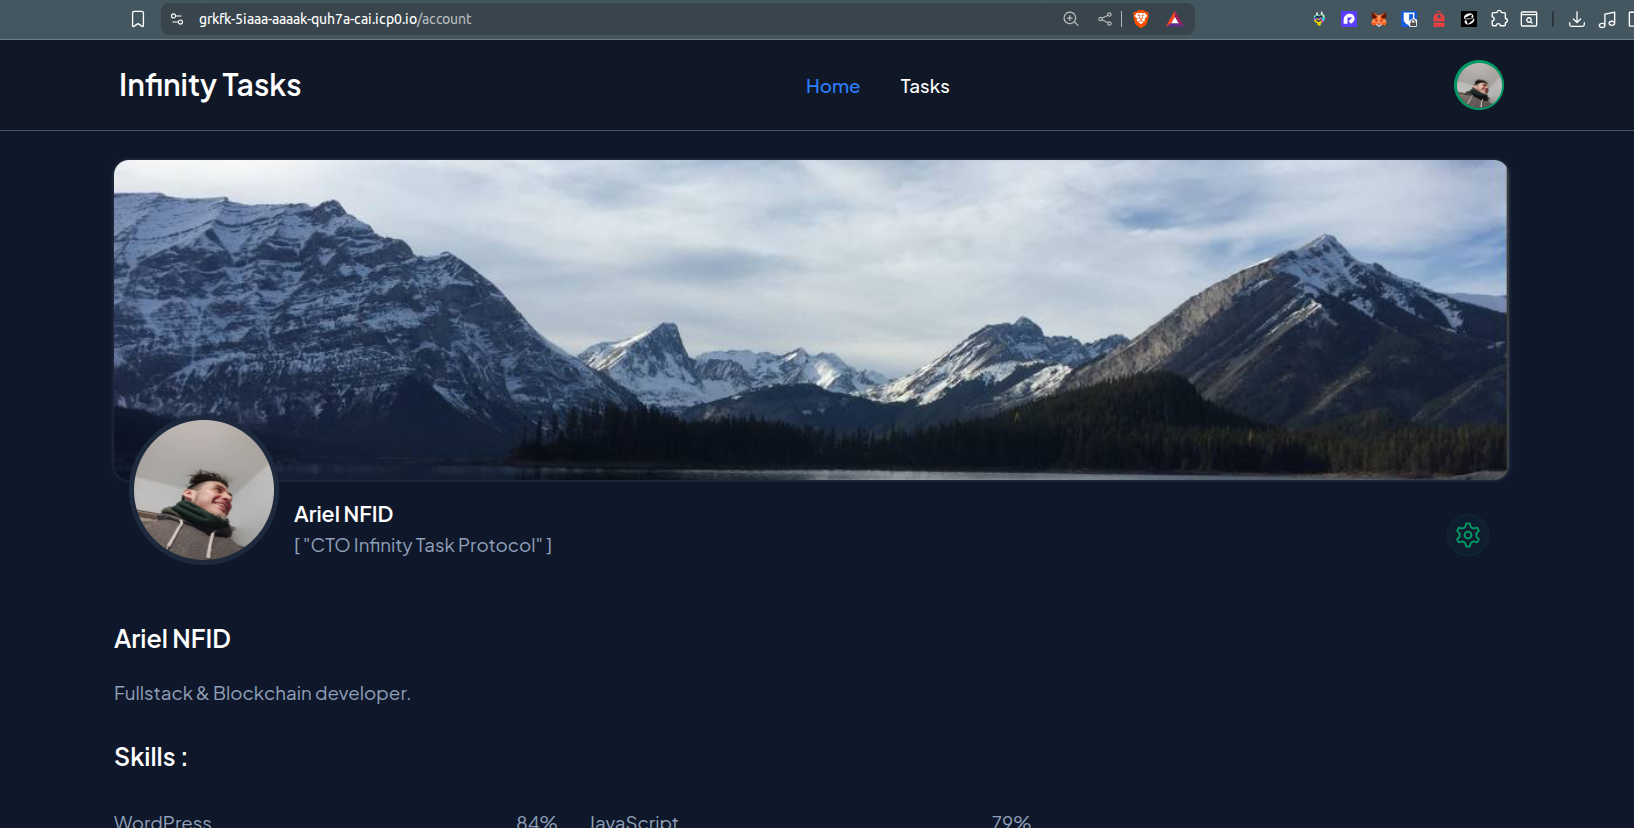 grkfk-5iaaa-aaaak-quh7a-cai.icp0.io/account
Infinity Tasks
Home
Tasks
Ariel NFID
[ "CTO Infinity Task Protocol" ]
Ariel NFID
Fullstack & Blockchain developer.
Skills :
WordPress 84% JavaScript 79%